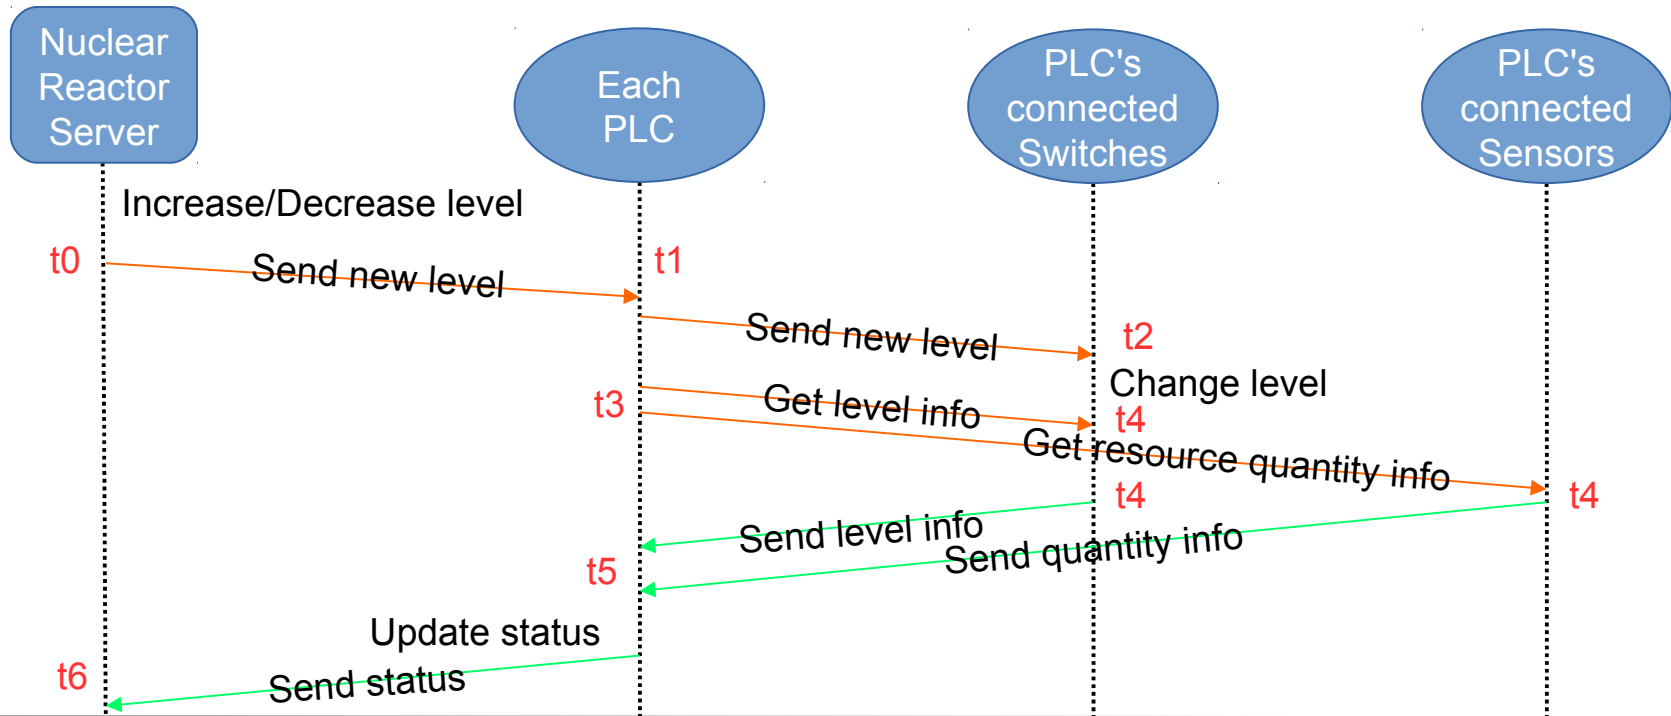 Nuclear
Reactor
Server
Each
PLC
PLC's
connected
Switches
PLC's
connected
Sensors
Increase/Decrease level
t0
Send new level
t1
Send new level
t2
Change level
t3
Get level info
t4
Get resource quantity info
t4
t4
Send level info
Send quantity info
t5
Update status
t6
Send status